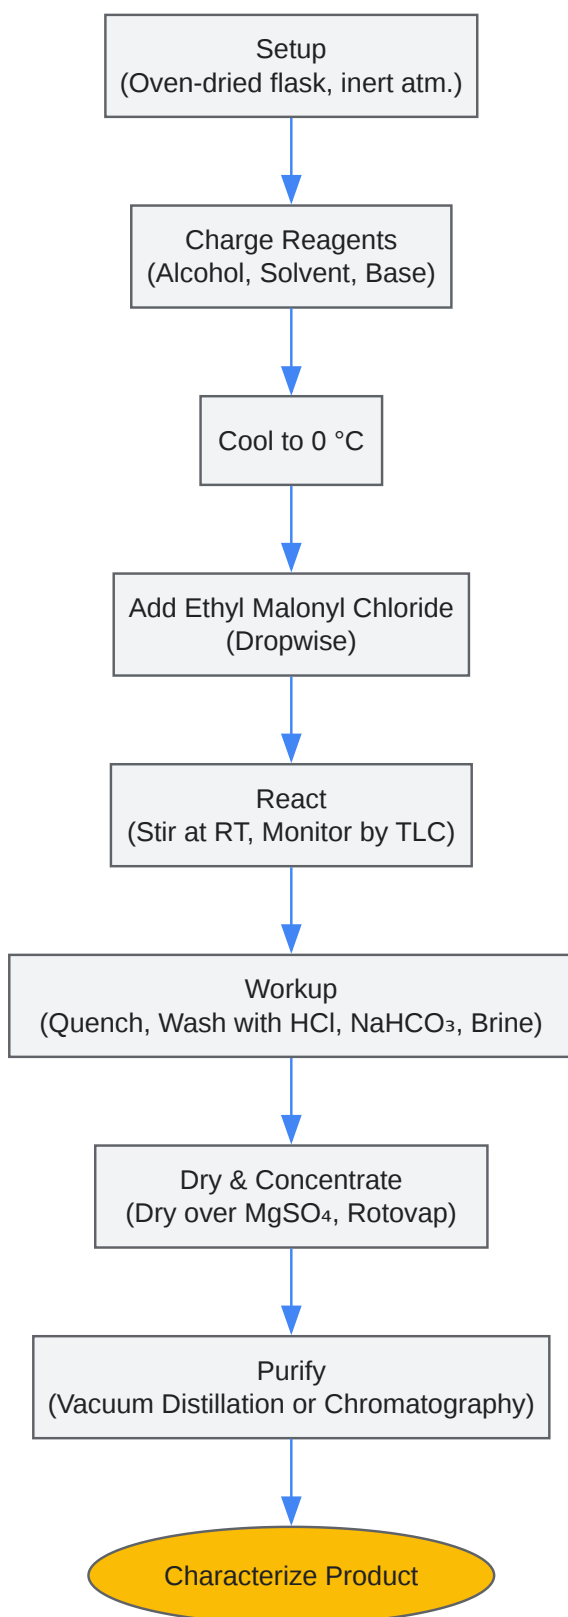 Setup
(Oven-dried flask, inert atm.)
Charge Reagents
(Alcohol, Solvent, Base)
Cool to 0 °C
Add Ethyl Malonyl Chloride
(Dropwise)
React
(Stir at RT, Monitor by TLC)
Workup
(Quench, Wash with HCl, NaHCO₃, Brine)
Dry & Concentrate
(Dry over MgSO₄, Rotovap)
Purify
(Vacuum Distillation or Chromatography)
Characterize Product